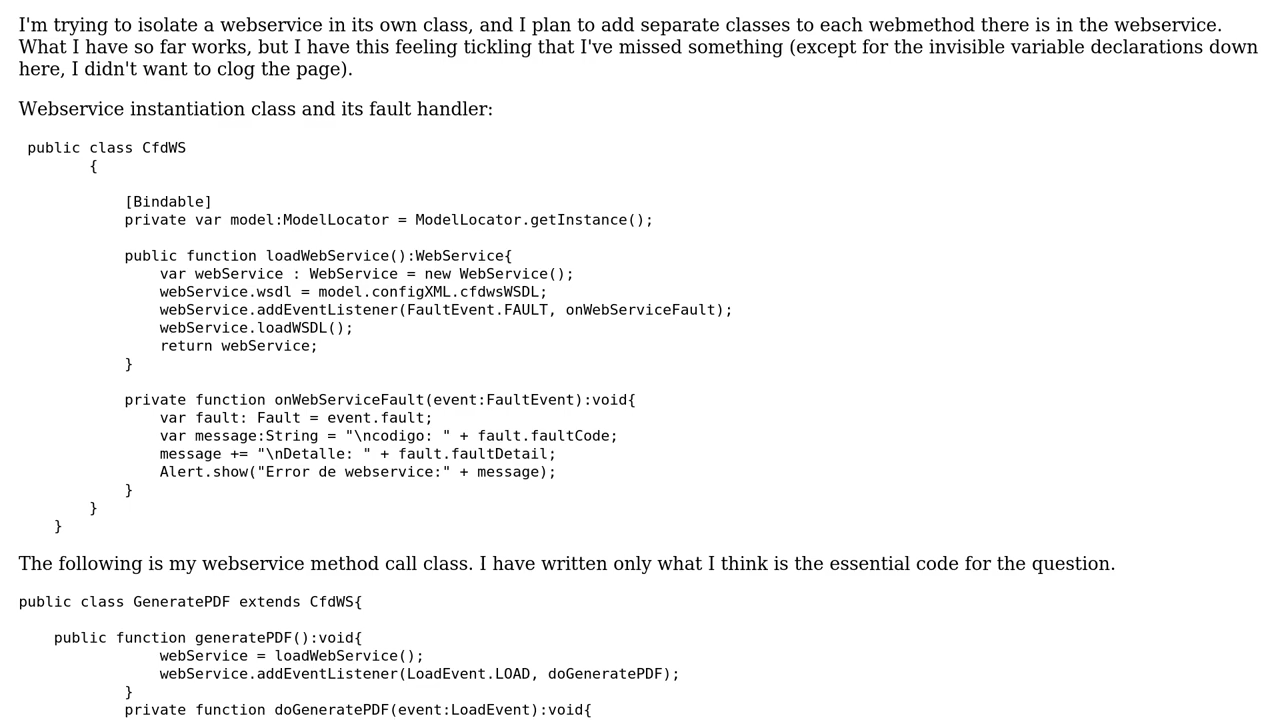 I'm trying to isolate a webservice in its own class, and I plan to add separate classes to each webmethod there is in the webservice.
What I have so far works, but I have this feeling tickling that I've missed something (except for the invisible variable declarations down
here, I didn't want to clog the page).
Webservice instantiation class and its fault handler:
public class CfdWS
{
[Bindable]
private var model:ModelLocator = ModelLocator.getInstance();
public function loadWebService():WebService{
var webService : WebService = new WebService();
webService.wsdl = model.configXML.cfdwsWSDL;
webService.addEventListener(FaultEvent.FAULT, onWebServiceFault);
webService.loadWSDL();
return webService;
}
private function onWebServiceFault(event:FaultEvent):void{
var fault: Fault = event.fault;
var message:String = "\ncodigo: " + fault.faultCode;
message += "\nDetalle: " + fault.faultDetail;
Alert.show("Error de webservice:" + message);
}
}
}
The following is my webservice method call class. I have written only what I think is the essential code for the question.
public class GeneratePDF extends CfdWS{
public function generatePDF():void{
webService = loadWebService();
webService.addEventListener(LoadEvent.LOAD, doGeneratePDF);
}
private function doGeneratePDF(event:LoadEvent):void{